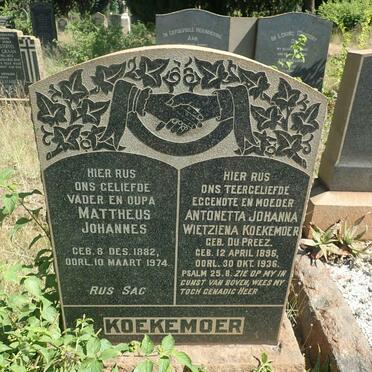 HIER RUS
ONS GELIEFDE
VADER EN OUPA
MATTHEUS
JOHANNES
GEB. 8 DES. 1882,
OORL. 10 MAART 1974.
RUS SAG
HIER RUS
ONS TEERGELIEFDE
EGGENOTE EN MOEDER
ANTONETTA JOHANNA
WIETZIENA KOEKEMOER
GEB. DU PREEZ.
GEB. 12 APRIL 1896,
OORL. 30 OKT. 1936.
PSALM 25.8. ZIE OP MY IN
GUNST VAN BOVEN, WEES MY
TOCH GENADIG HEER
KOEKEMOER